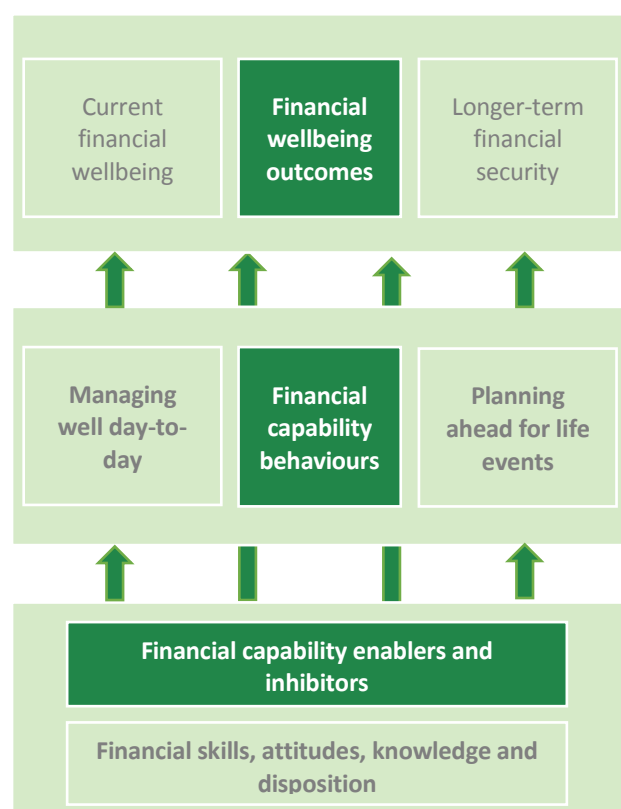 Current
financial
wellbeing
Financial
wellbeing
outcomes
Longer-term
financial
security
Managing
well day-to-
day
Financial
capability
behaviours
Planning
ahead for life
events
Financial capability enablers and
inhibitors
Financial skills, attitudes, knowledge and
disposition